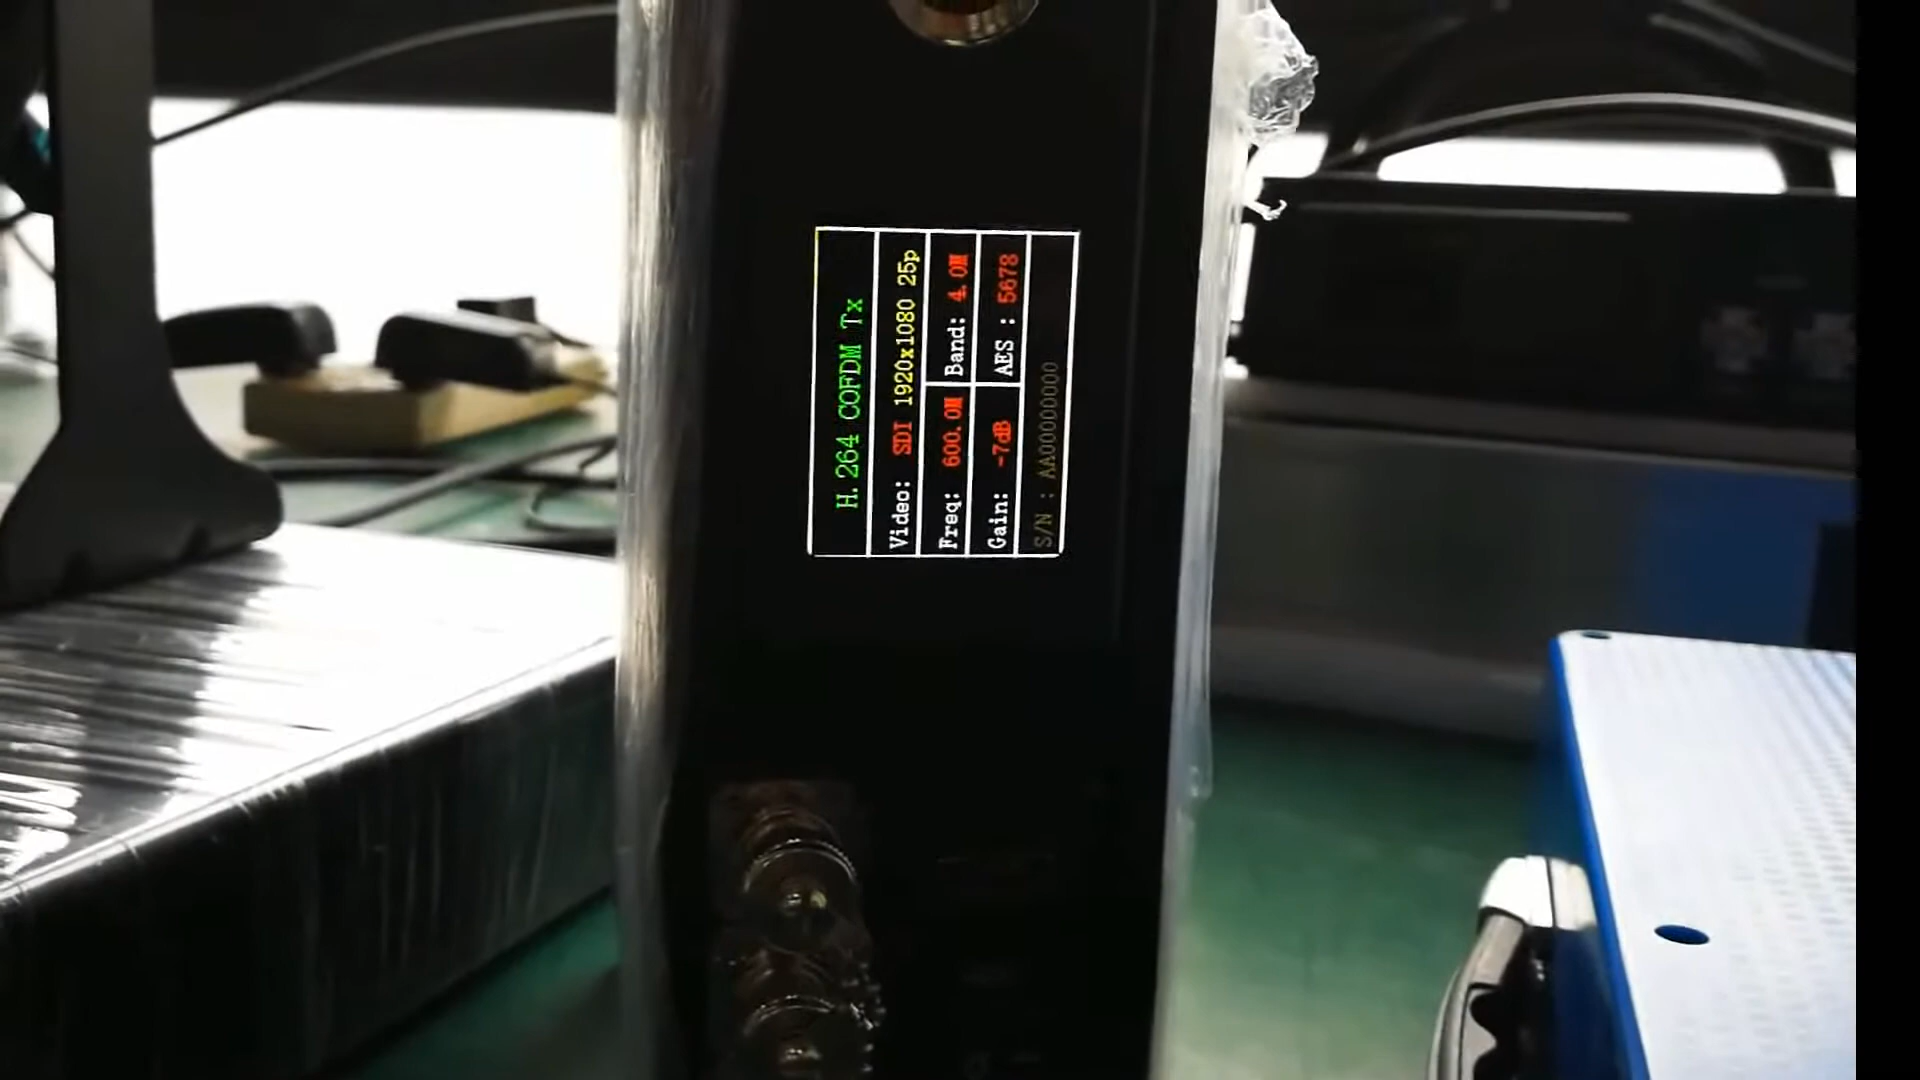 H.264 COFDM Tx
Video: SDI 1920x1080 25p
Freq: 600.0M Band: 4.0M
Gain: -7dB AES : 5678
S/N : AA00000000